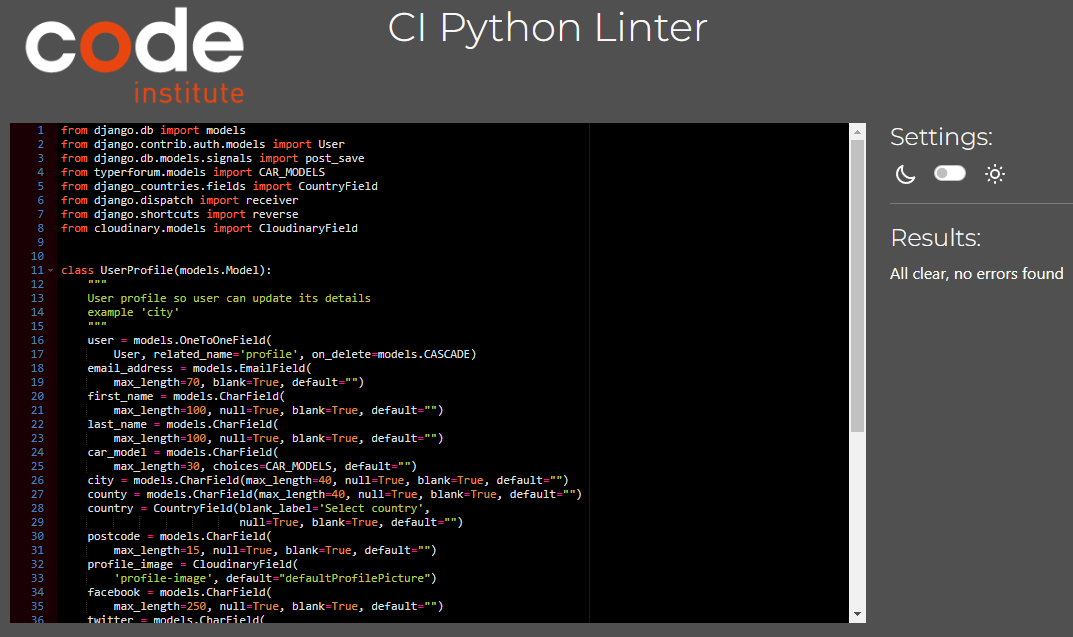 code
institute
CI Python Linter
1 from django.db import models
2 from django.contrib.auth.models import User
3 from django.db.models.signals import post_save
4 from typerforum.models import CAR_MODELS
5 from django_countries.fields import CountryField
6 from django.dispatch import receiver
7 from django.shortcuts import reverse
8 from cloudinary.models import CloudinaryField
9
10
11 class UserProfile(models.Model):
12     """
13     User profile so user can update its details
14     example 'city'
15     """
16     user = models.OneToOneField(
17         User, related_name='profile', on_delete=models.CASCADE)
18     email_address = models.EmailField(
19         max_length=70, blank=True, default="")
20     first_name = models.CharField(
21         max_length=100, null=True, blank=True, default="")
22     last_name = models.CharField(
23         max_length=100, null=True, blank=True, default="")
24     car_model = models.CharField(
25         max_length=30, choices=CAR_MODELS, default="")
26     city = models.CharField(max_length=40, null=True, blank=True, default="")
27     county = models.CharField(max_length=40, null=True, blank=True, default="")
28     country = CountryField(blank_label='Select country',
29                            null=True, blank=True, default="")
30     postcode = models.CharField(
31         max_length=15, null=True, blank=True, default="")
32     profile_image = CloudinaryField(
33         'profile-image', default="defaultProfilePicture")
34     facebook = models.CharField(
35         max_length=250, null=True, blank=True, default="")
36     twitter = models.CharField(
Settings:
Results:
All clear, no errors found